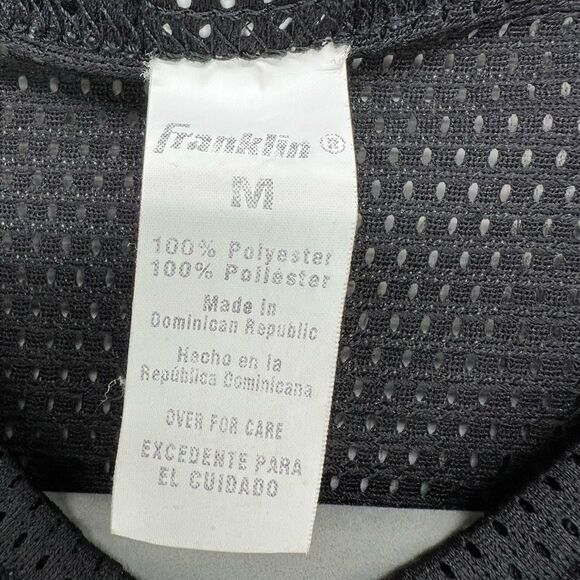 Franklin ®
M
100% Polyester
100% Poliéster
Made in
Dominican Republic
Hacho en la
República Dominicana
OVER FOR CARE
EXCEDENTE PARA
EL CUIDADO